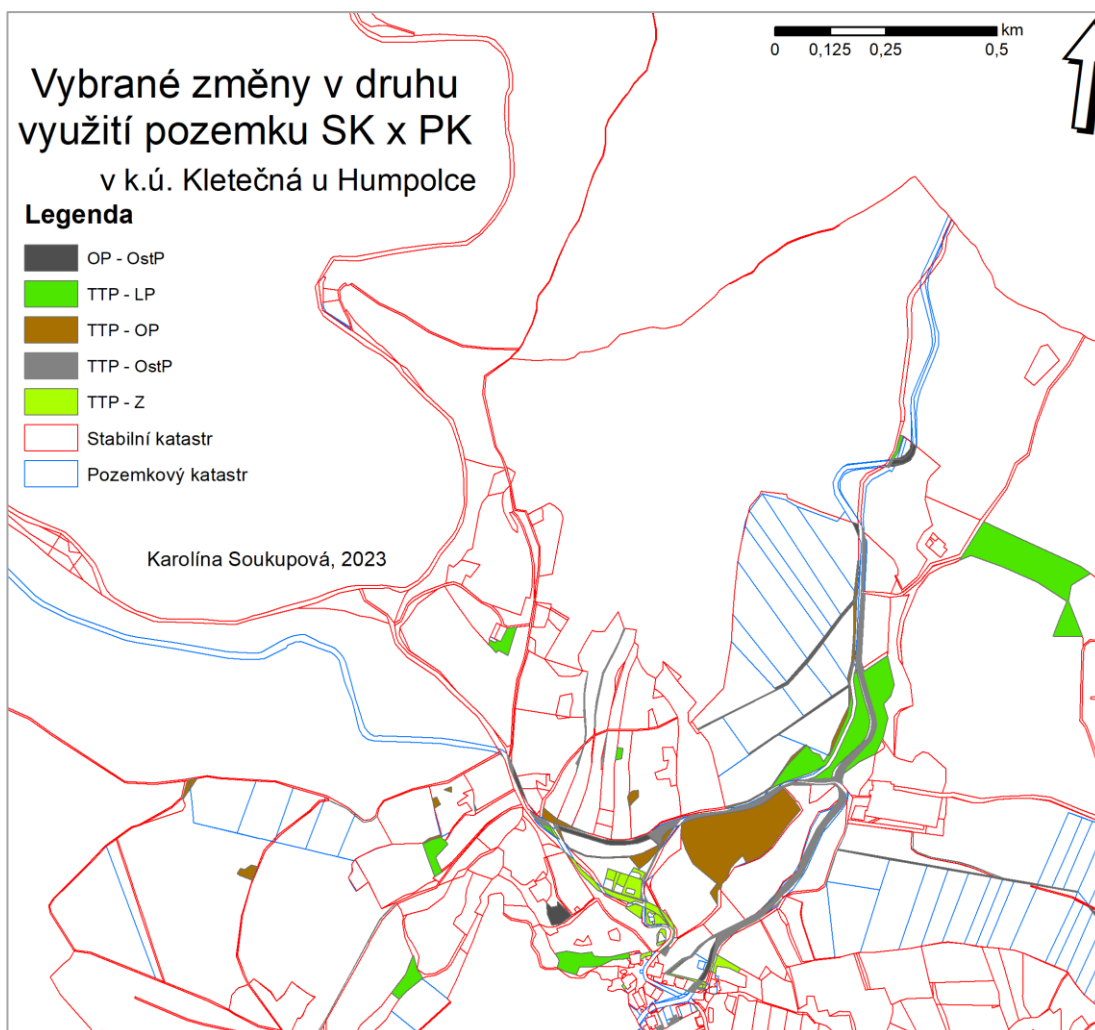 Vybrané změny v druhu
využití pozemku SK x PK
v k.ú. Kletečná u Humpolce
Legenda
OP - OstP
TTP - LP
TTP - OP
TTP - OstP
TTP - Z
Stabilní katastr
Pozemkový katastr
Karolína Soukupová, 2023
km
0 0,125 0,25 0,5